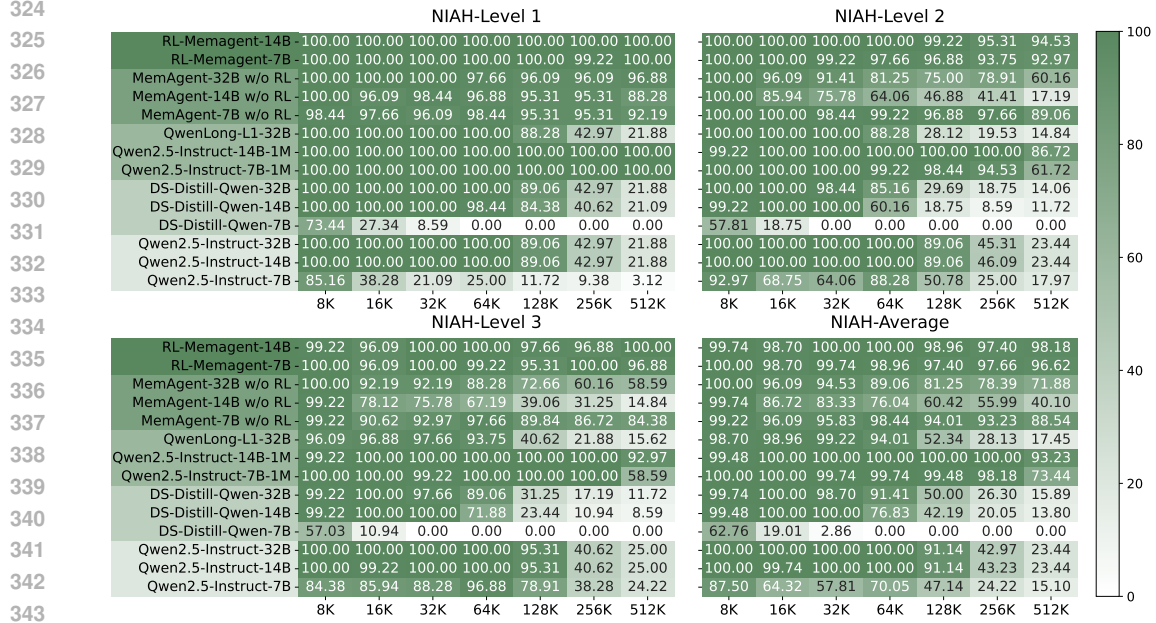 324
NIAH-Level 1 NIAH-Level 2
325 RL-Memagent-14B 100.00 100.00 100.00 100.00 100.00 100.00 100.00 100.00 100.00 100.00 100.00 99.22 95.31 94.53 100
RL-Memagent-7B 100.00 100.00 100.00 100.00 100.00 99.22 100.00 100.00 100.00 99.22 97.66 96.88 93.75 92.97
326 MemAgent-32B w/o RL 100.00 100.00 100.00 97.66 96.09 96.09 96.88 100.00 96.09 91.41 81.25 75.00 78.91 60.16
327 MemAgent-14B w/o RL 100.00 96.09 98.44 96.88 95.31 95.31 88.28 100.00 85.94 75.78 64.06 46.88 41.41 17.19
MemAgent-7B w/o RL 98.44 97.66 96.09 98.44 95.31 95.31 92.19 100.00 100.00 98.44 99.22 96.88 97.66 89.06 80
328 QwenLong-L1-32B 100.00 100.00 100.00 100.00 88.28 42.97 21.88 100.00 100.00 100.00 88.28 28.12 19.53 14.84
329 Qwen2.5-Instruct-14B-1M 100.00 100.00 100.00 100.00 100.00 100.00 100.00 99.22 100.00 100.00 100.00 100.00 100.00 86.72
Qwen2.5-Instruct-7B-1M 100.00 100.00 100.00 100.00 100.00 100.00 100.00 100.00 100.00 100.00 99.22 98.44 94.53 61.72
330 DS-Distill-Qwen-32B 100.00 100.00 100.00 100.00 89.06 42.97 21.88 100.00 100.00 98.44 85.16 29.69 18.75 14.06
DS-Distill-Qwen-14B 100.00 100.00 100.00 98.44 84.38 40.62 21.09 99.22 100.00 100.00 60.16 18.75 8.59 11.72
331 DS-Distill-Qwen-7B 73.44 27.34 8.59 0.00 0.00 0.00 0.00 57.81 18.75 0.00 0.00 0.00 0.00 0.00
Qwen2.5-Instruct-32B 100.00 100.00 100.00 100.00 89.06 42.97 21.88 100.00 100.00 100.00 100.00 89.06 45.31 23.44
332 Qwen2.5-Instruct-14B 100.00 100.00 100.00 100.00 89.06 42.97 21.88 100.00 100.00 100.00 100.00 89.06 46.09 23.44 60
Qwen2.5-Instruct-7B 85.16 38.28 21.09 25.00 11.72 9.38 3.12 92.97 68.75 64.06 88.28 50.78 25.00 17.97
333 8K 16K 32K 64K 128K 256K 512K 8K 16K 32K 64K 128K 256K 512K
334 NIAH-Level 3 NIAH-Average
RL-Memagent-14B 99.22 96.09 100.00 100.00 97.66 96.88 100.00 99.74 98.70 100.00 100.00 98.96 97.40 98.18
335 RL-Memagent-7B 100.00 96.09 100.00 99.22 95.31 100.00 96.88 100.00 98.70 99.74 98.96 97.40 97.66 96.62
336 MemAgent-32B w/o RL 100.00 92.19 92.19 88.28 72.66 60.16 58.59 100.00 96.09 94.53 89.06 81.25 78.39 71.88 40
MemAgent-14B w/o RL 99.22 78.12 75.78 67.19 39.06 31.25 14.84 99.74 86.72 83.33 76.04 60.42 55.99 40.10
337 MemAgent-7B w/o RL 99.22 90.62 92.97 97.66 89.84 86.72 84.38 99.22 96.09 95.83 98.44 94.01 93.23 88.54
QwenLong-L1-32B 96.09 96.88 97.66 93.75 40.62 21.88 15.62 98.70 98.96 99.22 94.01 52.34 28.13 17.45
338 Qwen2.5-Instruct-14B-1M 99.22 100.00 100.00 100.00 100.00 100.00 92.97 99.48 100.00 100.00 100.00 100.00 100.00 93.23
Qwen2.5-Instruct-7B-1M 100.00 100.00 99.22 100.00 100.00 100.00 58.59 100.00 100.00 99.74 99.74 99.48 98.18 73.44
339 DS-Distill-Qwen-32B 99.22 100.00 97.66 89.06 31.25 17.19 11.72 99.74 100.00 98.70 91.41 50.00 26.30 15.89 20
340 DS-Distill-Qwen-14B 99.22 100.00 100.00 71.88 23.44 10.94 8.59 99.48 100.00 100.00 76.83 42.19 20.05 13.80
DS-Distill-Qwen-7B 57.03 10.94 0.00 0.00 0.00 0.00 0.00 62.76 19.01 2.86 0.00 0.00 0.00 0.00
341 Qwen2.5-Instruct-32B 100.00 100.00 100.00 100.00 95.31 40.62 25.00 100.00 100.00 100.00 100.00 91.14 42.97 23.44
Qwen2.5-Instruct-14B 100.00 99.22 100.00 100.00 95.31 40.62 25.00 100.00 99.74 100.00 100.00 91.14 43.23 23.44
342 Qwen2.5-Instruct-7B 84.38 85.94 88.28 96.88 78.91 38.28 24.22 87.50 64.32 57.81 70.05 47.14 24.22 15.10 0
343 8K 16K 32K 64K 128K 256K 512K 8K 16K 32K 64K 128K 256K 512K